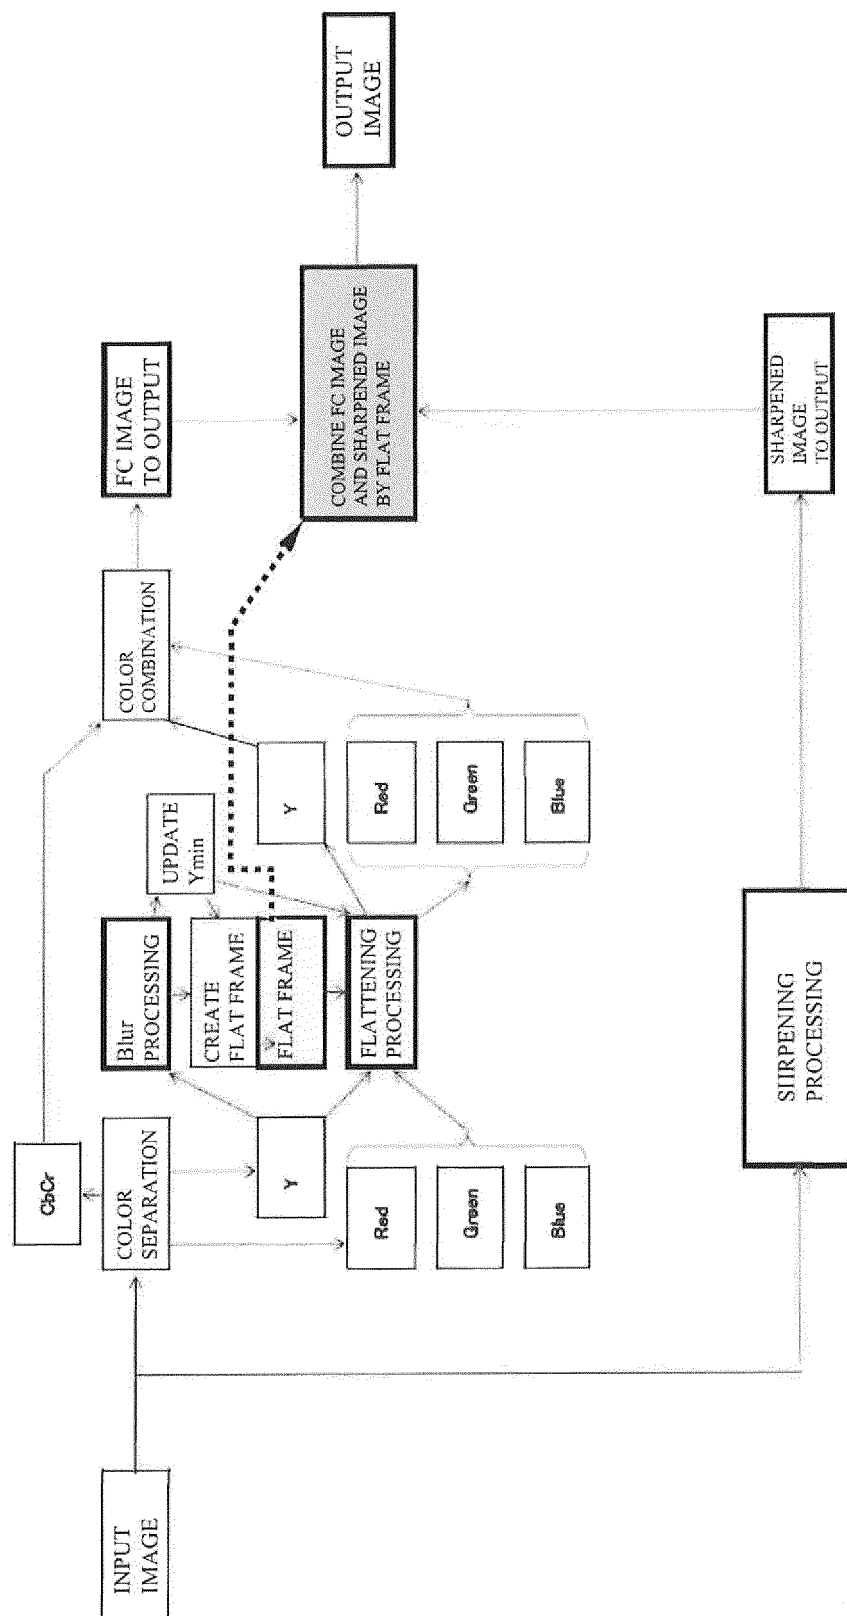 INPUT
IMAGE
CbCr
COLOR
SEPARATION
Y
Red
Green
Blue
Blur
PROCESSING
CREATE
FLAT FRAME
FLAT FRAME
FLATTENING
PROCESSING
UPDATE
Ymin
Y
Red
Green
Blue
COLOR
COMBINATION
FC IMAGE
TO OUTPUT
COMBINE FC IMAGE
AND SHARPENED IMAGE
BY FLAT FRAME
OUTPUT
IMAGE
SHIRPENING
PROCESSING
SHARPENED
IMAGE
TO OUTPUT